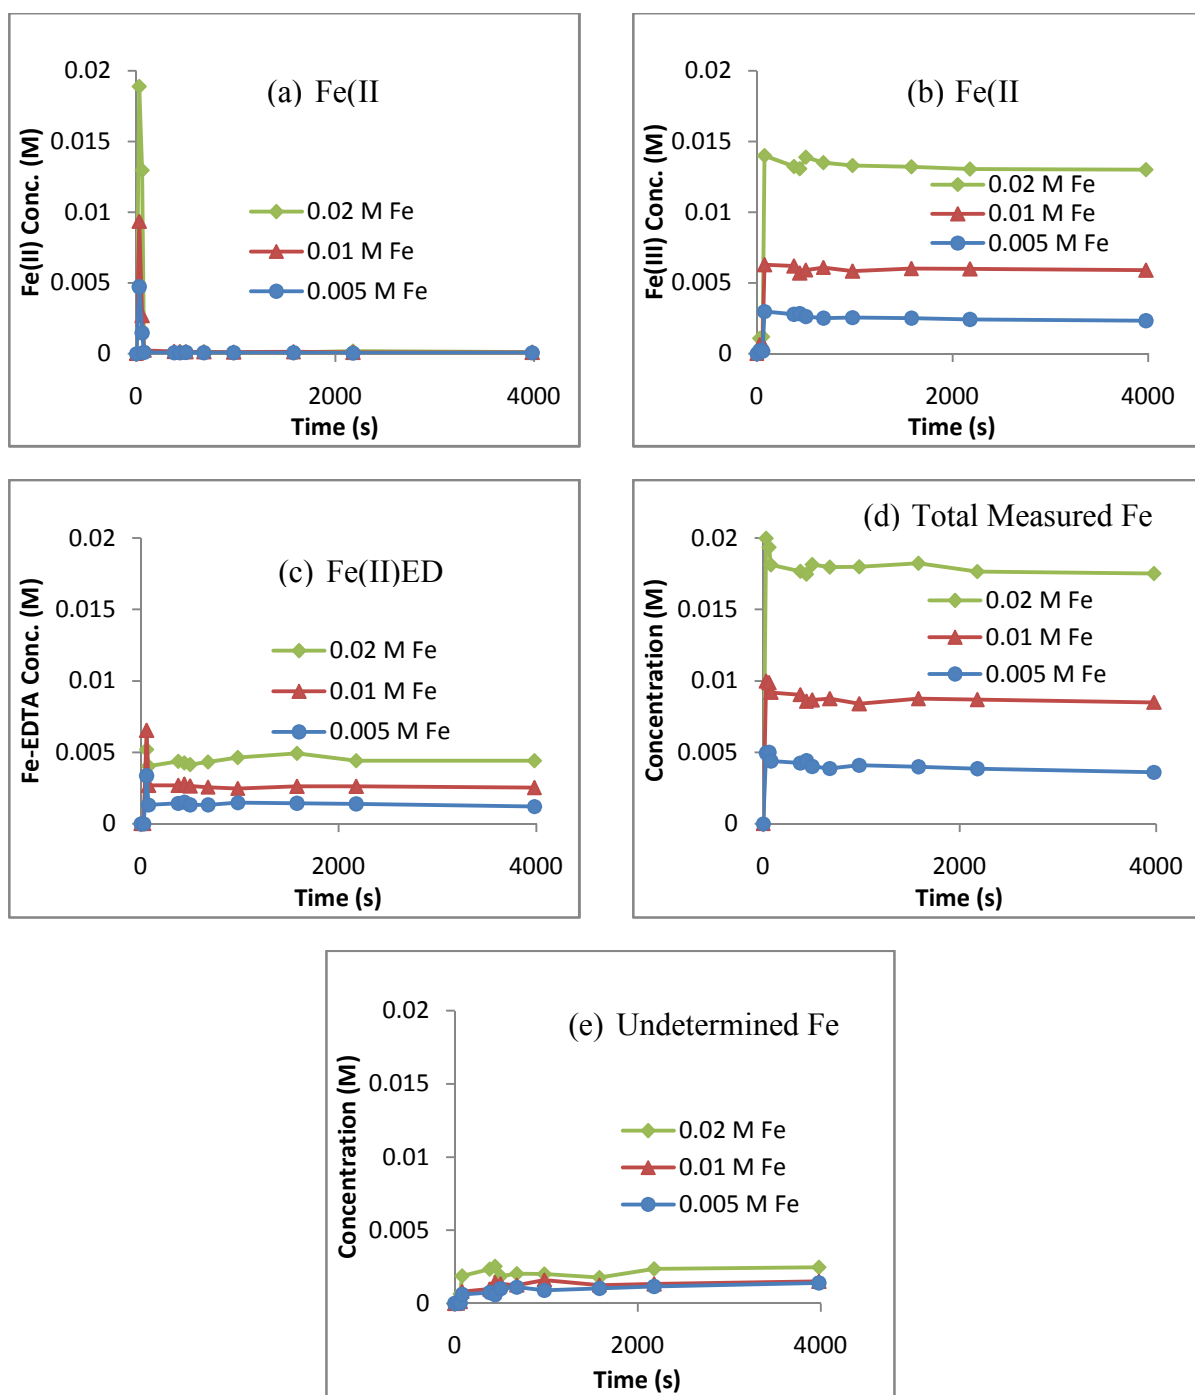 (a) Fe(II
0.02
0.015
0.01
0.005
0
Fe(II) Conc. (M)
0.02 M Fe
0.01 M Fe
0.005 M Fe
0 2000 4000
Time (s)
(b) Fe(II
0.02
0.015
0.01
0.005
0
Fe(III) Conc. (M)
0.02 M Fe
0.01 M Fe
0.005 M Fe
0 2000 4000
Time (s)
(c) Fe(II)ED
0.02
0.015
0.01
0.005
0
Fe-EDTA Conc. (M)
0.02 M Fe
0.01 M Fe
0.005 M Fe
0 2000 4000
Time (s)
(d) Total Measured Fe
0.02
0.015
0.01
0.005
0
Concentration (M)
0.02 M Fe
0.01 M Fe
0.005 M Fe
0 2000 4000
Time (s)
(e) Undetermined Fe
0.02
0.015
0.01
0.005
0
Concentration (M)
0.02 M Fe
0.01 M Fe
0.005 M Fe
0 2000 4000
Time (s)